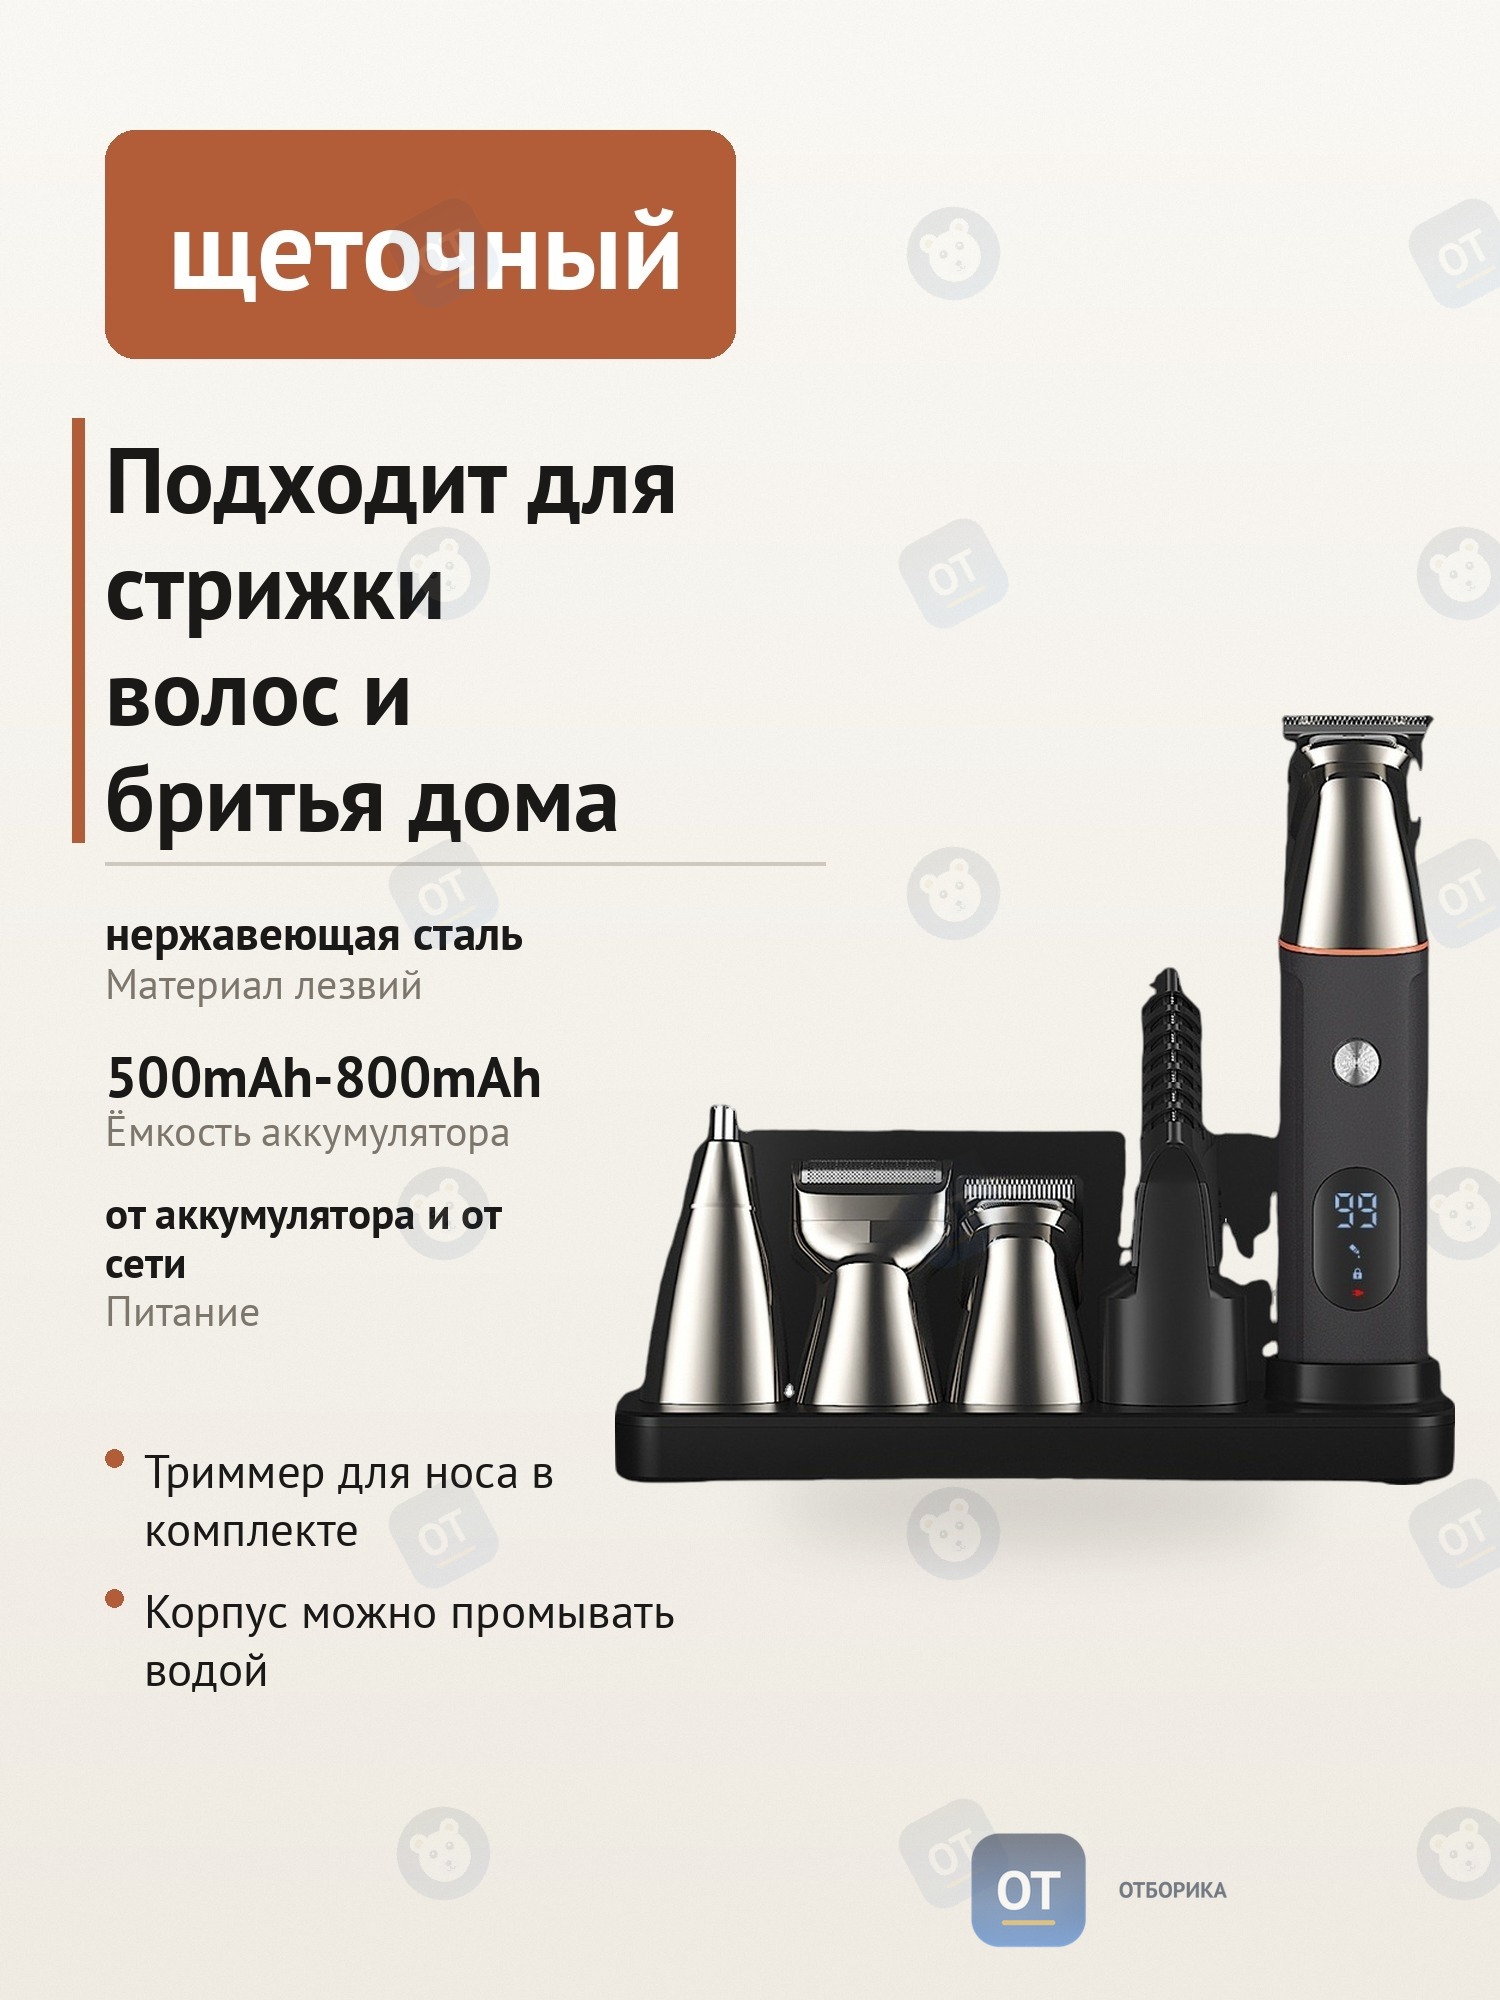 щеточный
Подходит для
стрижки
волос и
бритья дома
нержавеющая сталь
Материал лезвий
500mAh-800mAh
Ёмкость аккумулятора
от аккумулятора и от
сети
Питание
Триммер для носа в
комплекте
Корпус можно промывать
водой
99
ОТ
ОТБОРИКА